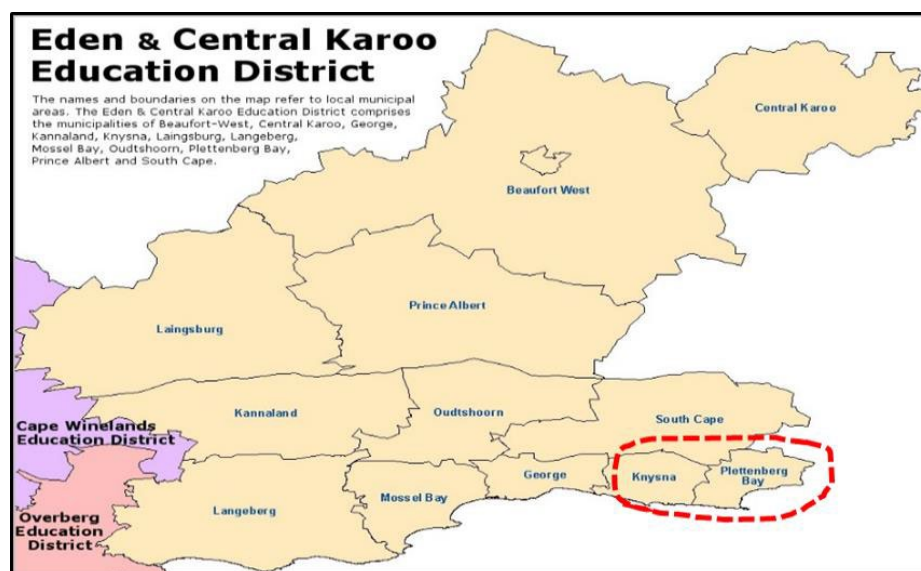 Eden & Central Karoo
Education District
The names and boundaries on the map refer to local municipal
areas. The Eden & Central Karoo Education District comprises
the municipalities of Beaufort-West, Central Karoo, George,
Kannaland, Knysna, Laingsburg, Langeberg,
Mossel Bay, Oudtshoorn, Plettenberg Bay,
Prince Albert and South Cape.
Central Karoo
Beaufort West
Prince Albert
Laingsburg
Kannaland
Oudtshoorn
South Cape
Cape Winelands
Education District
George
Knysna
Plettenberg
Bay
Mossel Bay
Langeberg
Overberg
Education
District